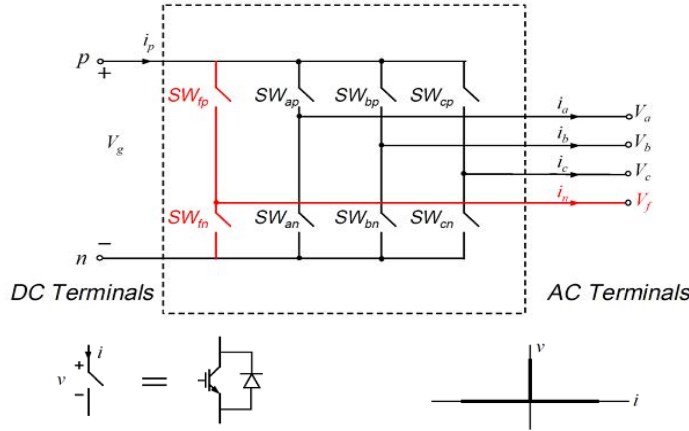 p
+
i_p
SW_fp
SW_ap
SW_bp
SW_cp
i_a
V_a
V_g
i_b
V_b
i_c
V_c
SW_fn
SW_an
SW_bn
SW_cn
i_n
V_f
−
n
DC Terminals
AC Terminals
i
+
v
−
=
v
i